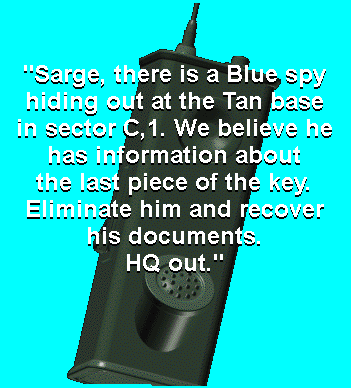 "Sarge, there is a Blue spy
hiding out at the Tan base
in sector C,1. We believe he
has information about
the last piece of the key.
Eliminate him and recover
his documents.
HQ out."